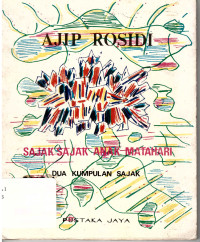 AJIP ROSIDI
SAJAK SAJAK ANAK MATAHARI
DUA KUMPULAN SAJAK
PUSTAKA JAYA